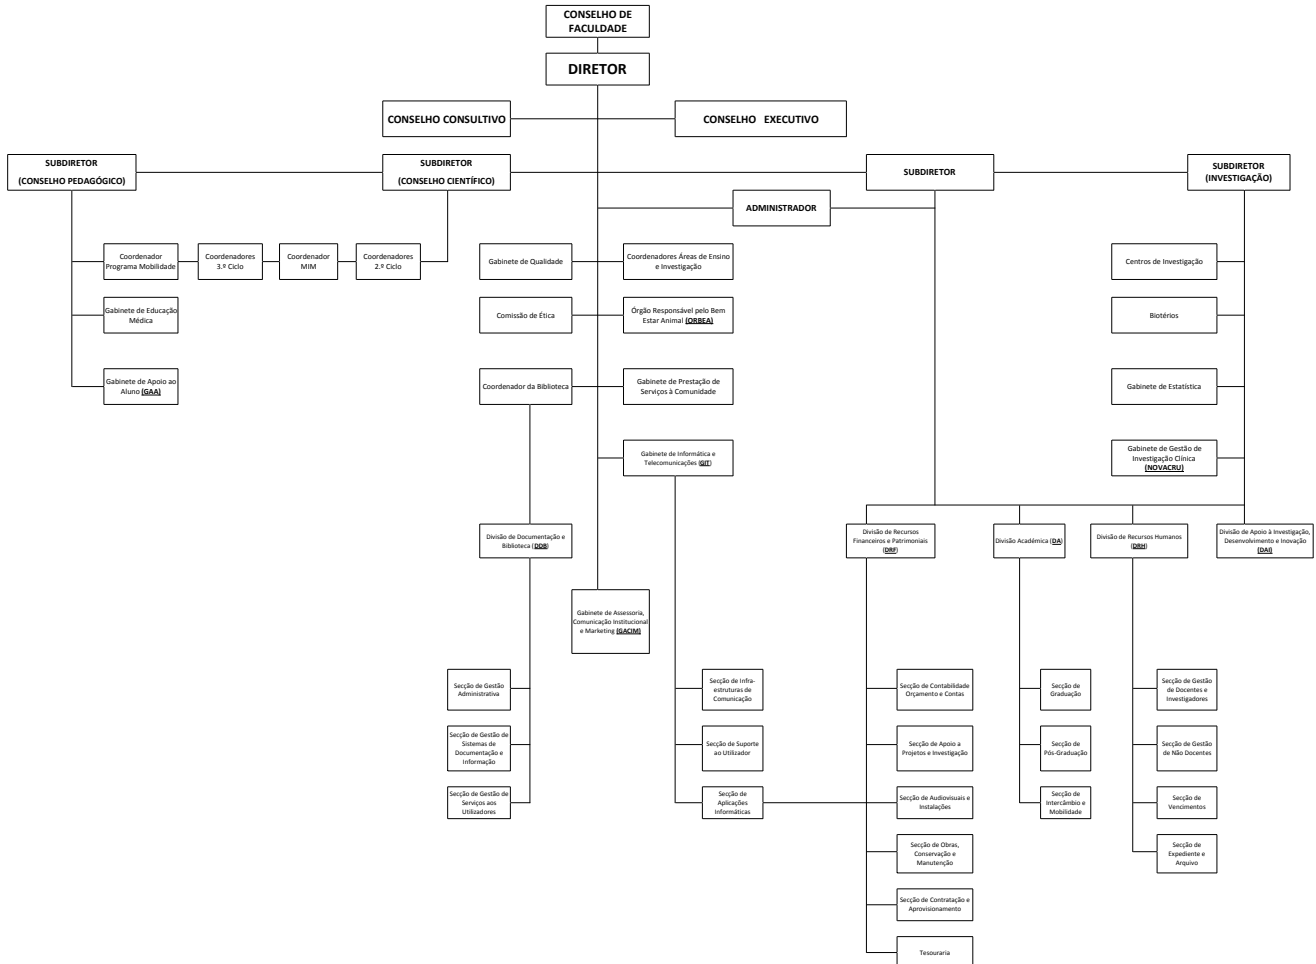 CONSELHO DE
FACULDADE
DIRETOR
CONSELHO CONSULTIVO
CONSELHO EXECUTIVO
SUBDIRETOR
(CONSELHO PEDAGÓGICO)
SUBDIRETOR
(CONSELHO CIENTÍFICO)
SUBDIRETOR
SUBDIRETOR
(INVESTIGAÇÃO)
ADMINISTRADOR
Coordenador
Programa Mobilidade
Coordenadores
3.º Ciclo
Coordenador
MIM
Coordenadores
2.º Ciclo
Gabinete de Qualidade
Coordenadores Áreas de Ensino
e Investigação
Centros de Investigação
Gabinete de Educação
Médica
Comissão de Ética
Órgão Responsável pelo Bem
Estar Animal (ORBEA)
Biotérios
Gabinete de Apoio ao
Aluno (GAA)
Coordenador da Biblioteca
Gabinete de Prestação de
Serviços à Comunidade
Gabinete de Estatística
Gabinete de Informática e
Telecomunicações (GIT)
Gabinete de Gestão de
Investigação Clínica
(NOVACRU)
Divisão de Documentação e
Biblioteca (DDB)
Divisão de Recursos
Financeiros e Patrimoniais
(DRF)
Divisão Académica (DA)
Divisão de Recursos Humanos
(DRH)
Divisão de Apoio à Investigação,
Desenvolvimento e Inovação
(DAI)
Gabinete de Assessoria,
Comunicação Institucional
e Marketing (GACIM)
Secção de Gestão
Administrativa
Secção de Infra-
estruturas de
Comunicação
Secção de Contabilidade
Orçamento e Contas
Secção de
Graduação
Secção de Gestão
de Docentes e
Investigadores
Secção de Gestão de
Sistemas de
Documentação e
Informação
Secção de Suporte
ao Utilizador
Secção de Apoio a
Projetos e Investigação
Secção de
Pós-Graduação
Secção de Gestão
de Não Docentes
Secção de Gestão de
Serviços aos
Utilizadores
Secção de
Aplicações
Informáticas
Secção de Audiovisuais e
Instalações
Secção de
Intercâmbio e
Mobilidade
Secção de
Vencimentos
Secção de Obras,
Conservação e
Manutenção
Secção de
Expediente e
Arquivo
Secção de Contratação e
Aprovisionamento
Tesouraria